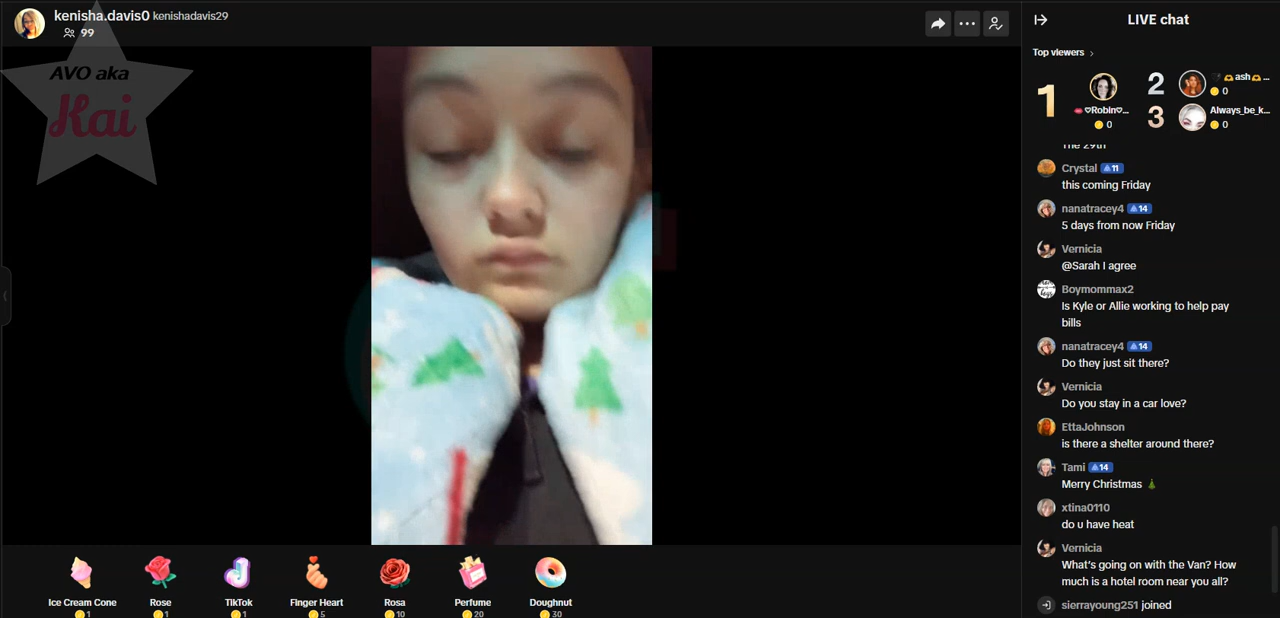 kenisha.davis0 kenishadavis29
99
AVO aka
Kai
LIVE chat
Top viewers
1
♡Robin♡...
0
2
ash ...
0
3
Always_be_k...
0
The 29th
Crystal 11
this coming Friday
nanatracey4 14
5 days from now Friday
Vernicia
@Sarah I agree
Boymommax2
Is Kyle or Allie working to help pay
bills
nanatracey4 14
Do they just sit there?
Vernicia
Do you stay in a car love?
EttaJohnson
is there a shelter around there?
Tami 14
Merry Christmas 🎄
xtina0110
do u have heat
Vernicia
What's going on with the Van? How
much is a hotel room near you all?
sierrayoung251 joined
Ice Cream Cone
1
Rose
1
TikTok
1
Finger Heart
5
Rosa
10
Perfume
20
Doughnut
30